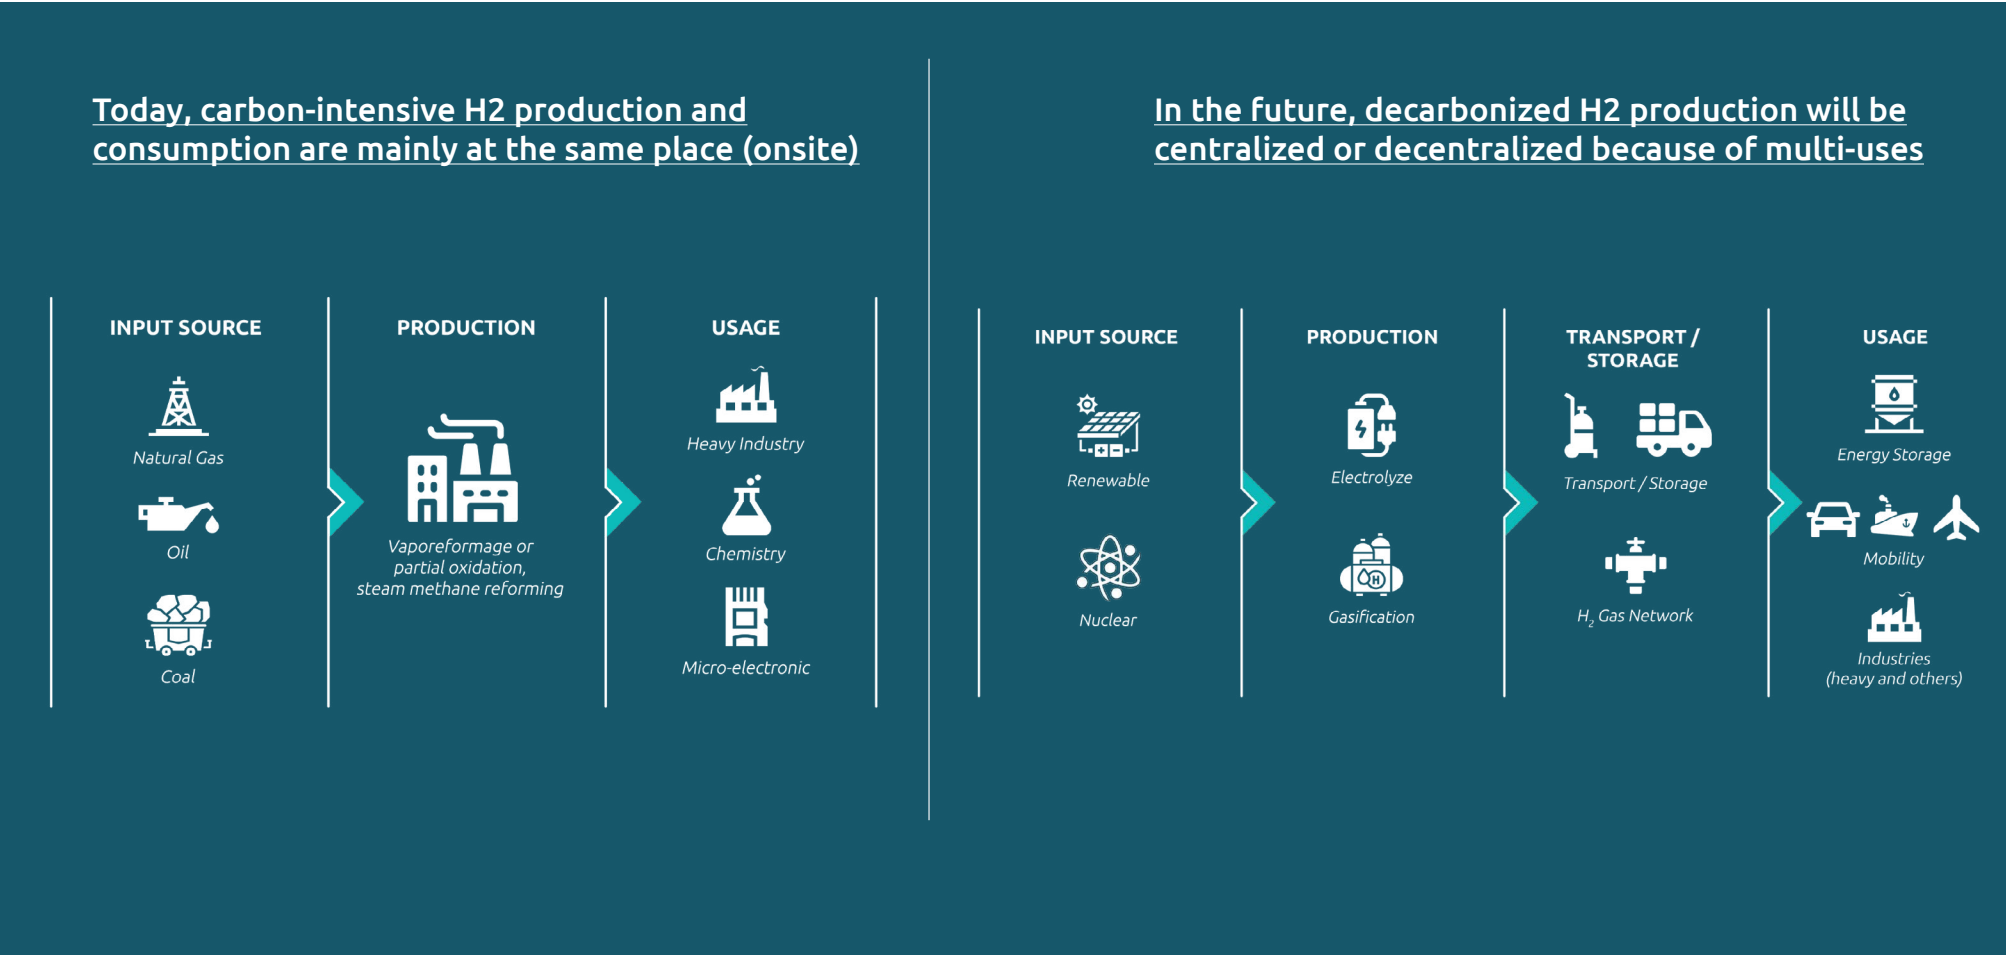 Today, carbon-intensive H2 production and
consumption are mainly at the same place (onsite)
INPUT SOURCE
Natural Gas
Oil
Coal
PRODUCTION
Vaporeformage or
partial oxidation,
steam methane reforming
USAGE
Heavy Industry
Chemistry
Micro-electronic
In the future, decarbonized H2 production will be
centralized or decentralized because of multi-uses
INPUT SOURCE
Renewable
Nuclear
PRODUCTION
Electrolyze
H
Gasification
TRANSPORT /
STORAGE
Transport / Storage
H₂ Gas Network
USAGE
Energy Storage
Mobility
Industries
(heavy and others)